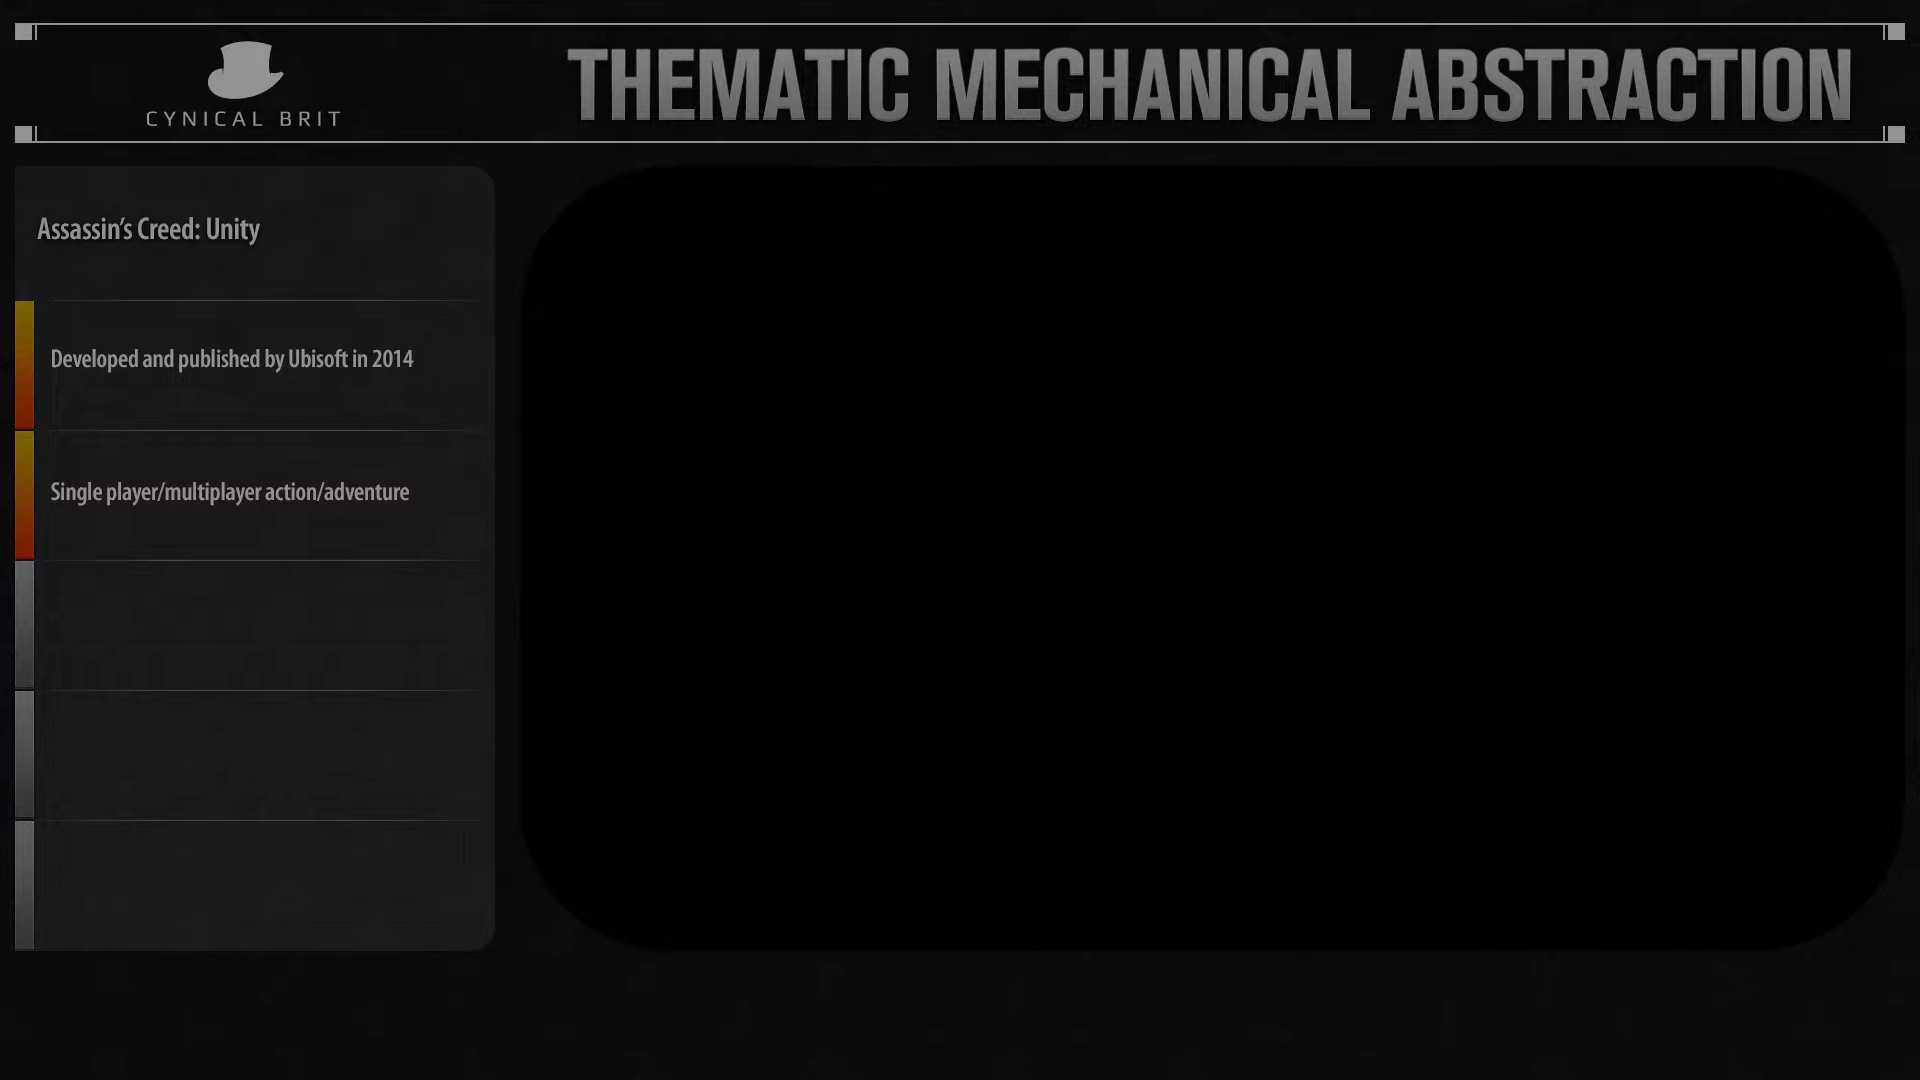 CYNICAL BRIT
THEMATIC MECHANICAL ABSTRACTION
Assassin’s Creed: Unity
Developed and published by Ubisoft in 2014
Single player/multiplayer action/adventure